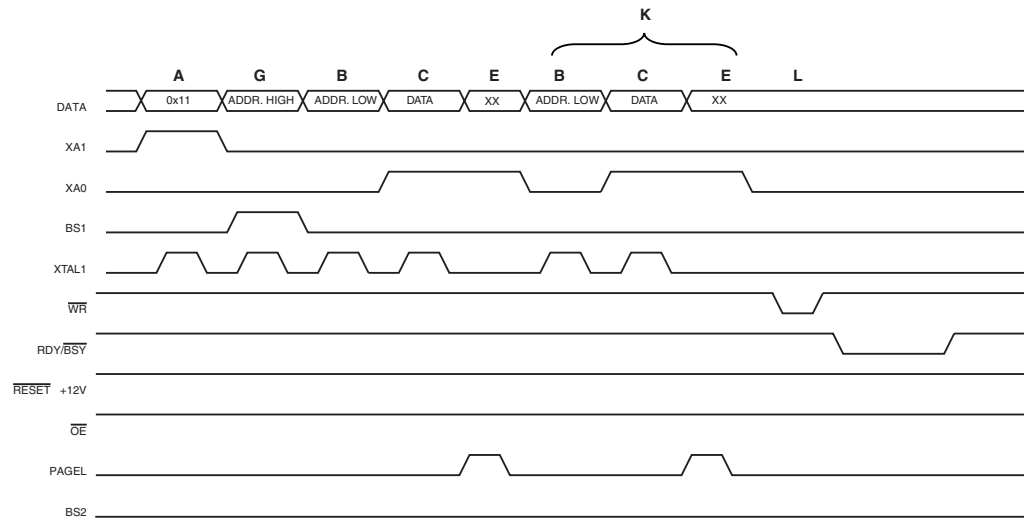 K
A G B C E B C E L
DATA 0x11 ADDR. HIGH ADDR. LOW DATA XX ADDR. LOW DATA XX
XA1
XA0
BS1
XTAL1
WR
RDY/BSY
RESET +12V
OE
PAGEL
BS2